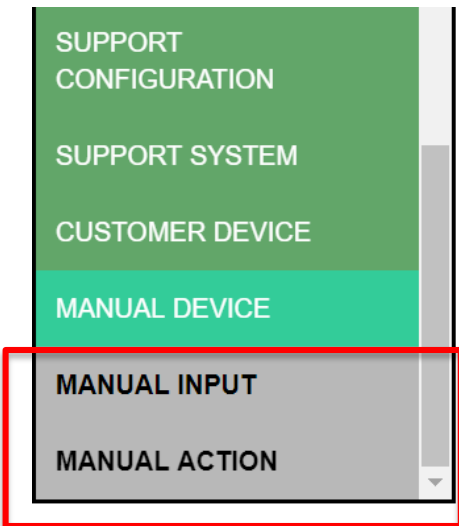 SUPPORT
CONFIGURATION
SUPPORT SYSTEM
CUSTOMER DEVICE
MANUAL DEVICE
MANUAL INPUT
MANUAL ACTION